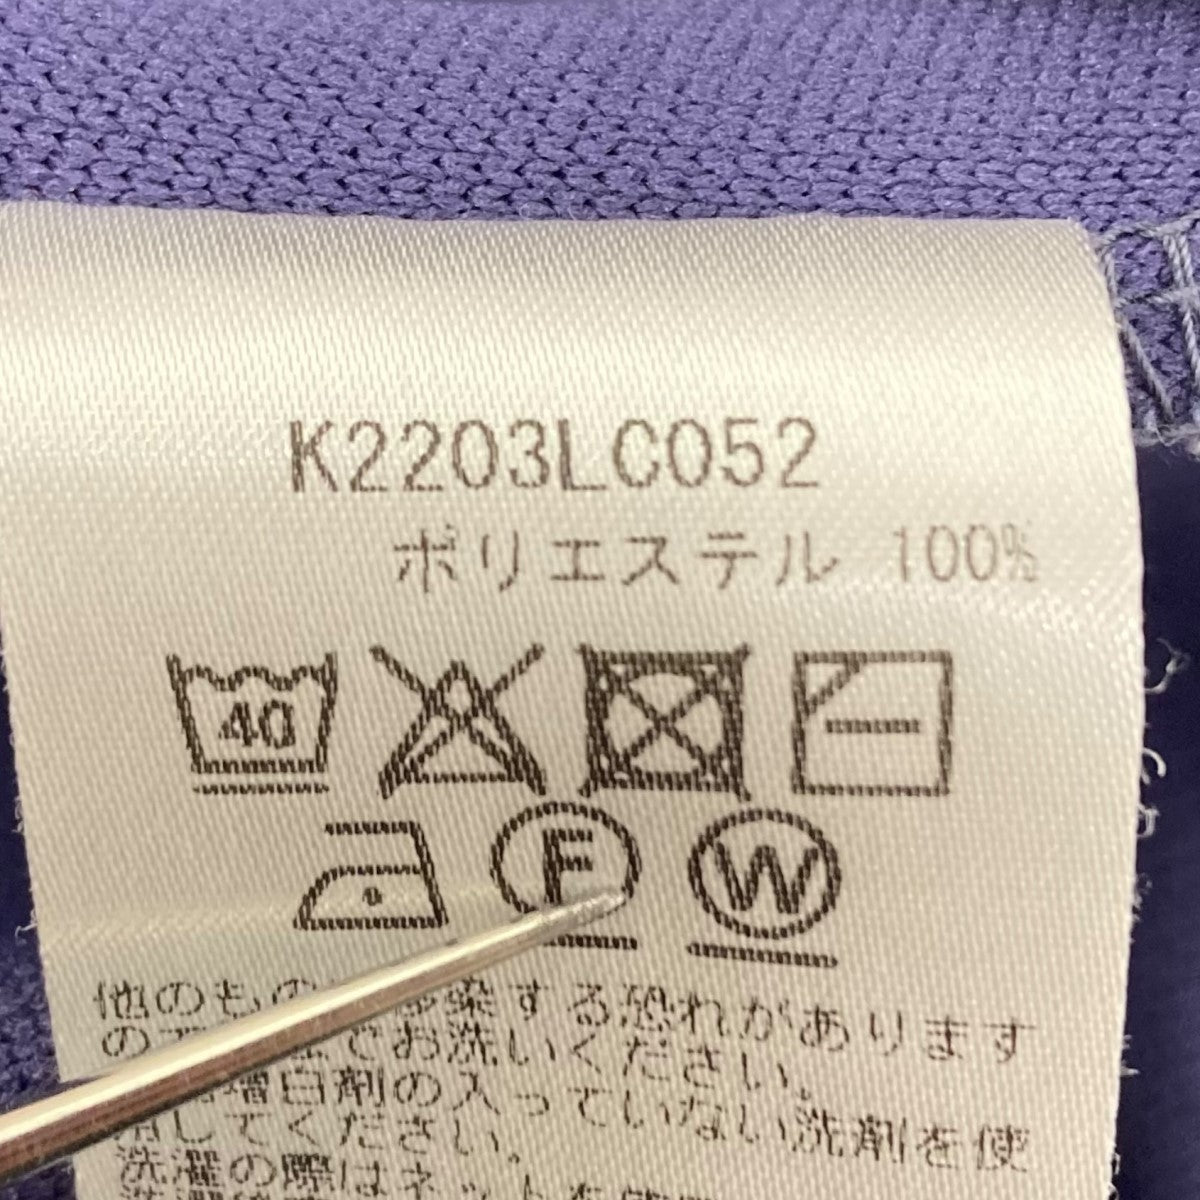 K2203LC052
ポリエステル 100%
40
F
W
他のもの 染する恐れがあります
の でお洗いください。
増白剤の入っていない洗剤を使
してください。
洗濯の際はネットを